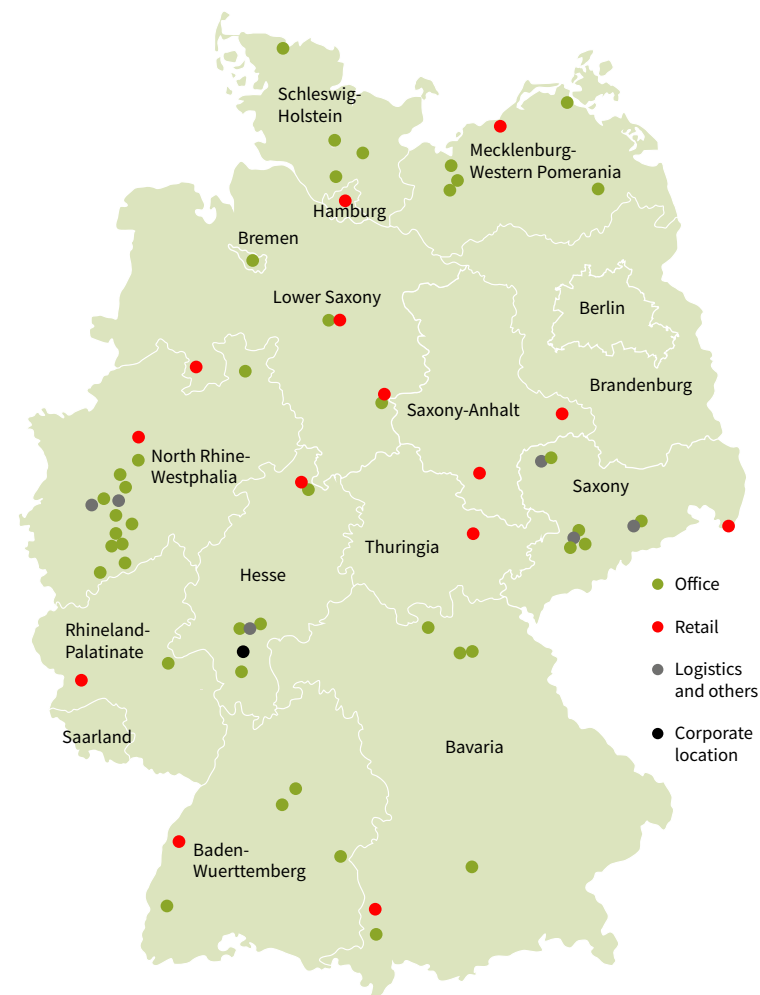 Schleswig-
Holstein
Mecklenburg-
Western Pomerania
Hamburg
Bremen
Lower Saxony
Berlin
Brandenburg
Saxony-Anhalt
North Rhine-
Westphalia
Saxony
Thuringia
Hesse
Office
Retail
Rhineland-
Palatinate
Logistics
and others
Saarland
Corporate
location
Bavaria
Baden-
Wuerttemberg